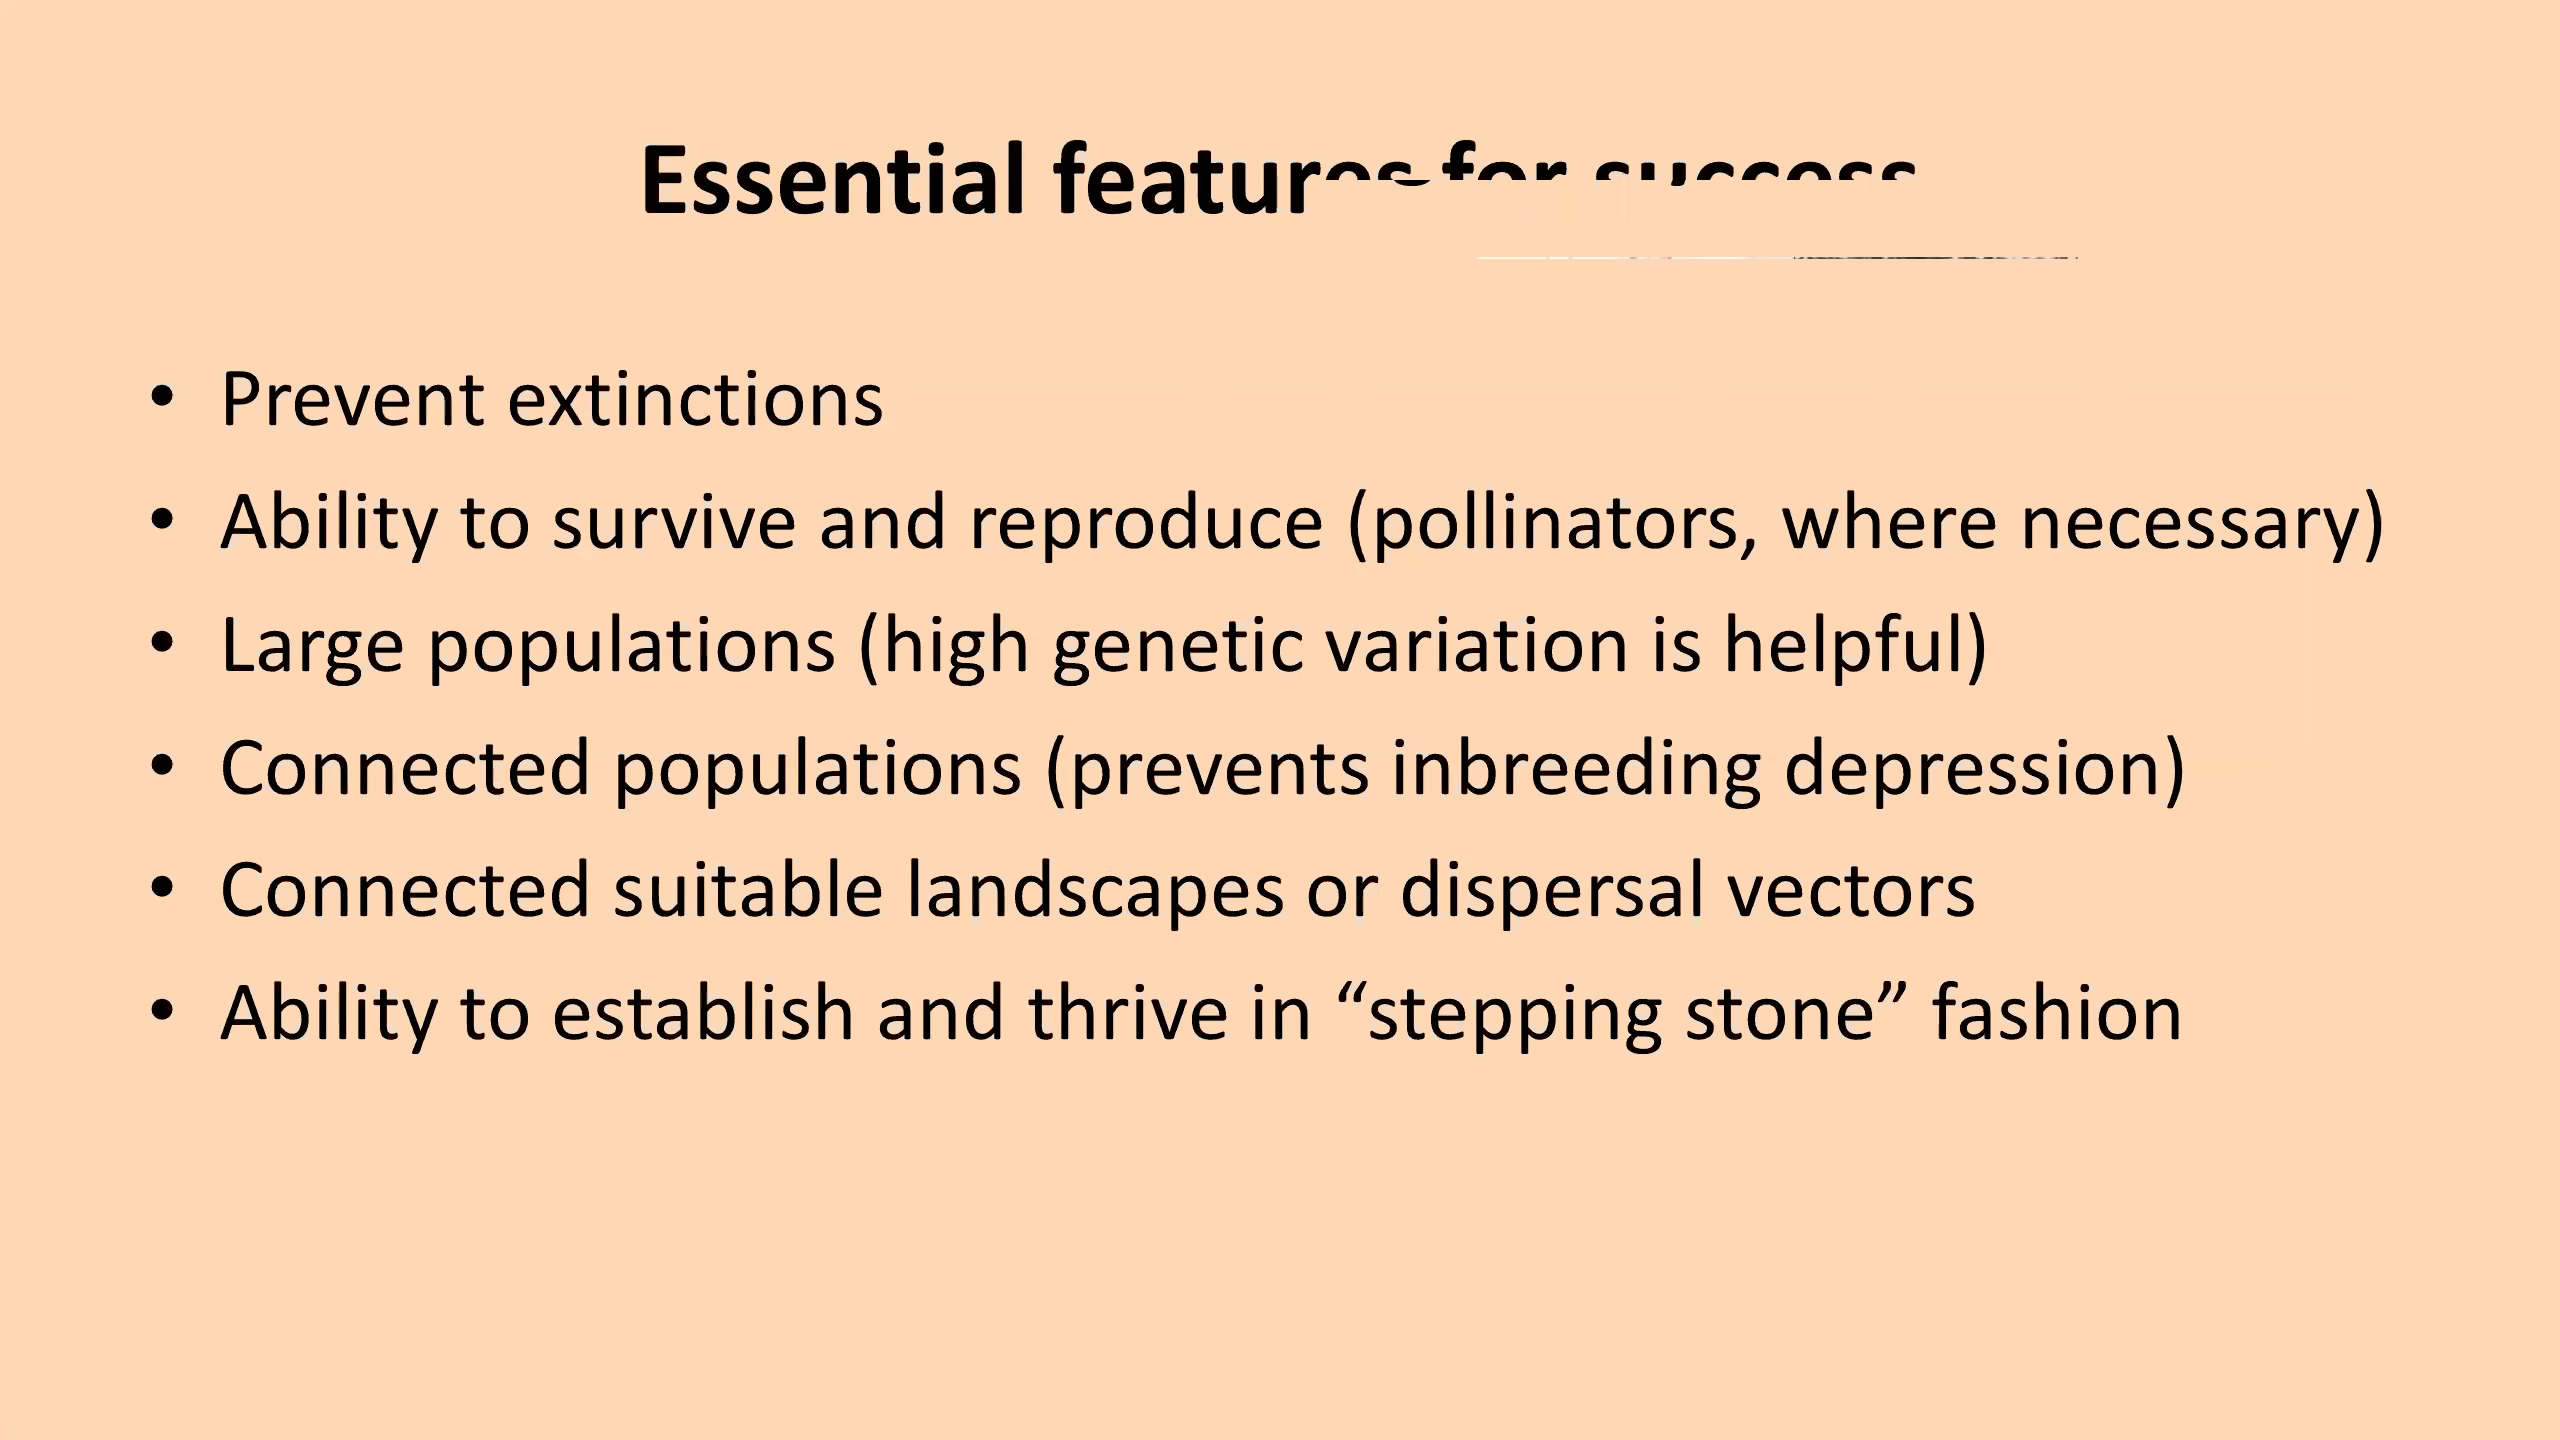 Essential features for success
• Prevent extinctions
• Ability to survive and reproduce (pollinators, where necessary)
• Large populations (high genetic variation is helpful)
• Connected populations (prevents inbreeding depression)
• Connected suitable landscapes or dispersal vectors
• Ability to establish and thrive in “stepping stone” fashion